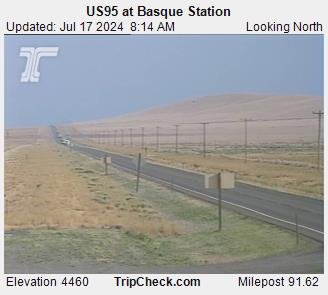 US95 at Basque Station
Updated: Jul 17 2024 8:14 AM Looking North
Elevation 4460 TripCheck.com Milepost 91.62